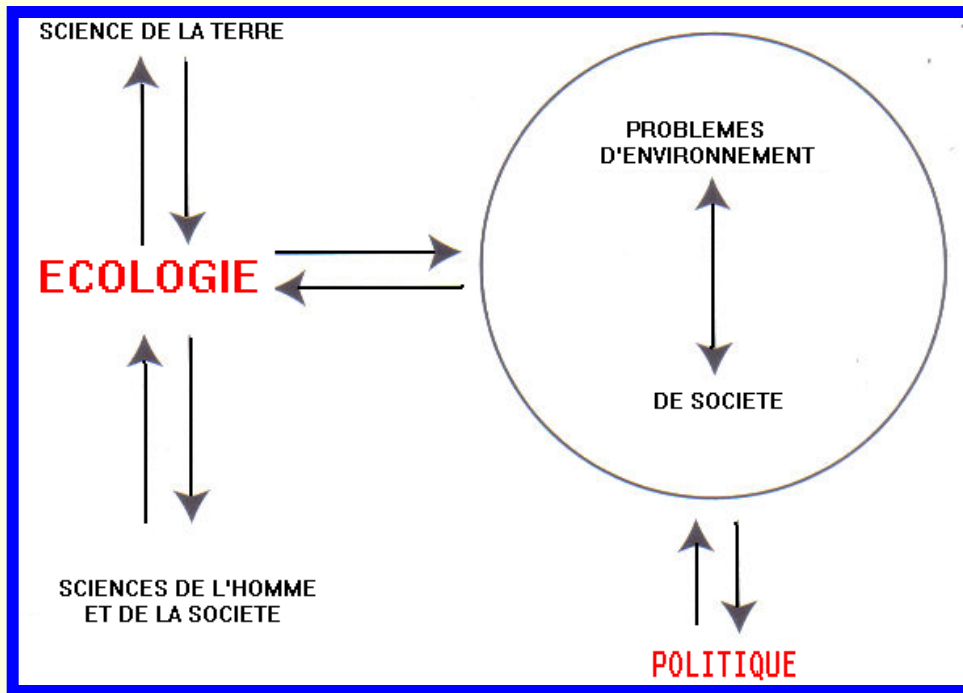 SCIENCE DE LA TERRE
PROBLEMES
D'ENVIRONNEMENT
ECOLOGIE
DE SOCIETE
SCIENCES DE L'HOMME
ET DE LA SOCIETE
POLITIQUE